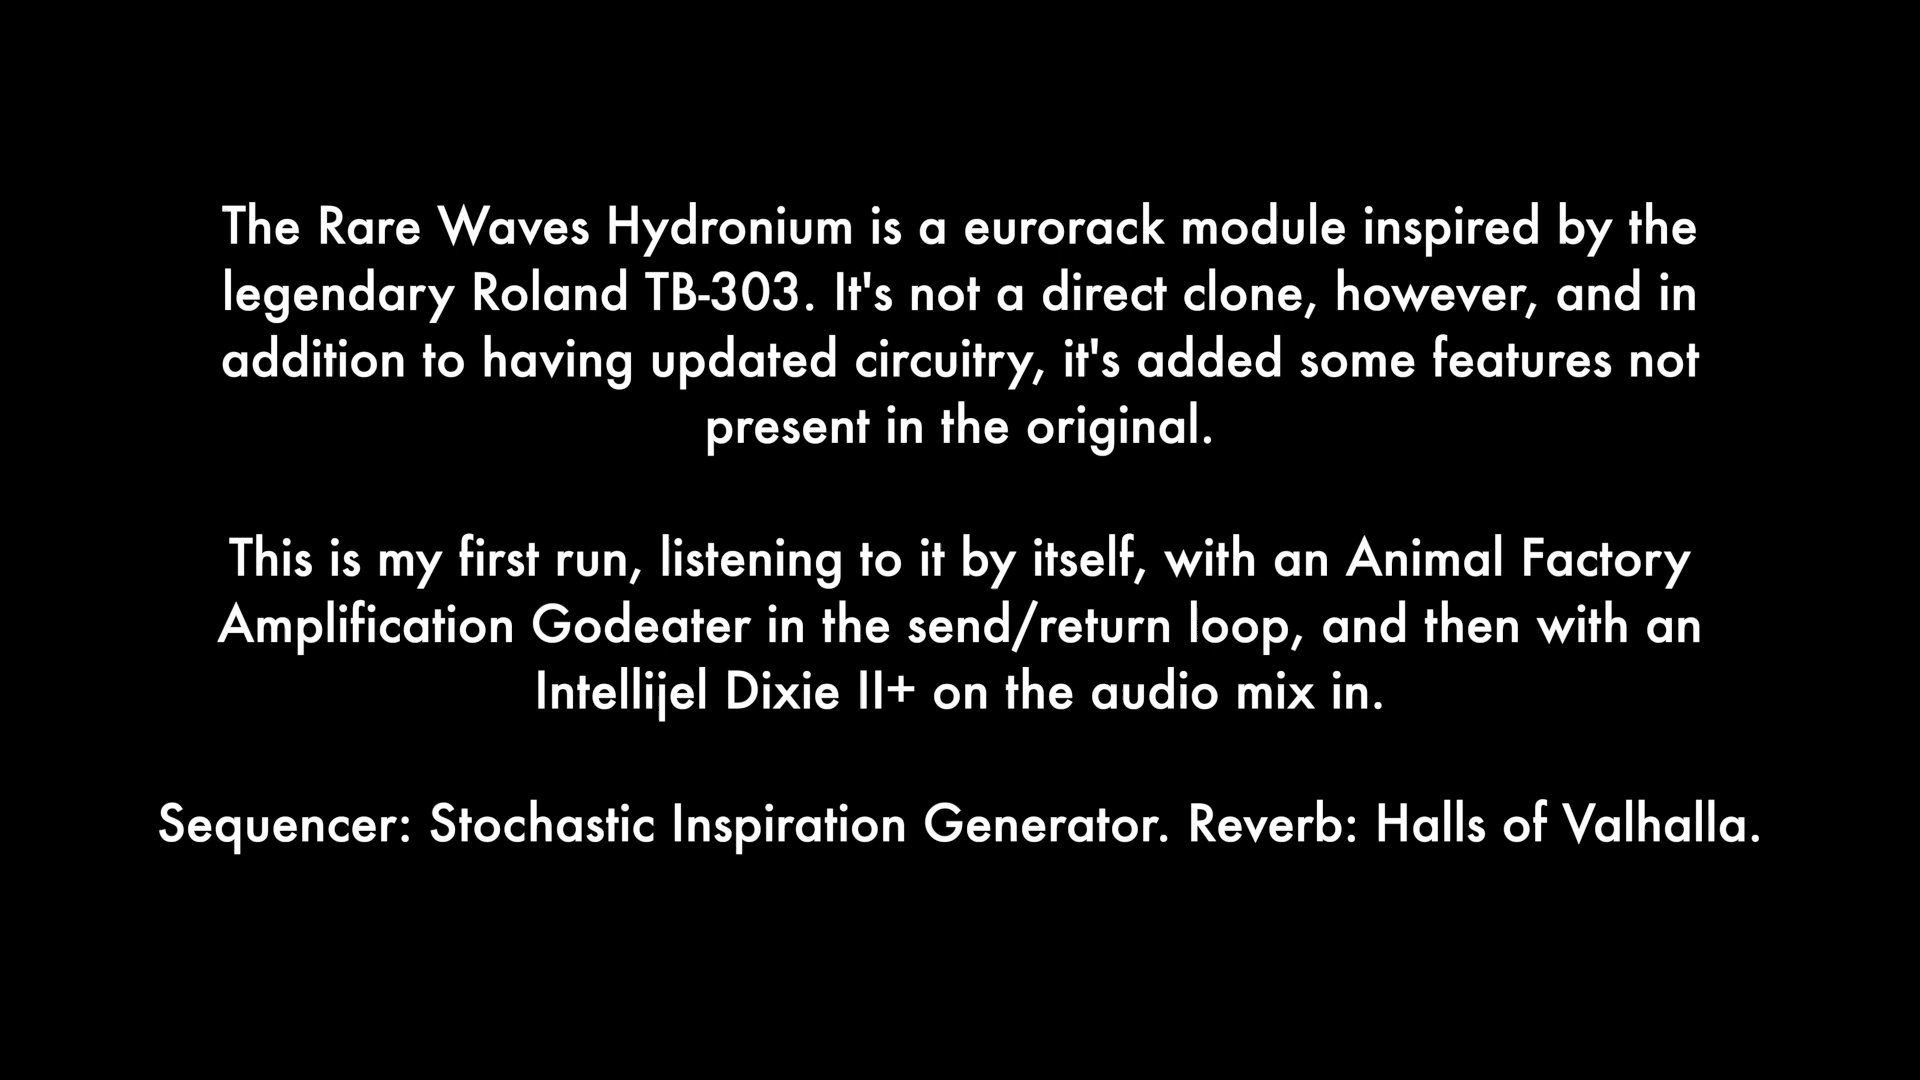 The Rare Waves Hydronium is a eurorack module inspired by the
legendary Roland TB-303. It's not a direct clone, however, and in
addition to having updated circuitry, it's added some features not
present in the original.
This is my first run, listening to it by itself, with an Animal Factory
Amplification Godeater in the send/return loop, and then with an
Intellijel Dixie II+ on the audio mix in.
Sequencer: Stochastic Inspiration Generator. Reverb: Halls of Valhalla.